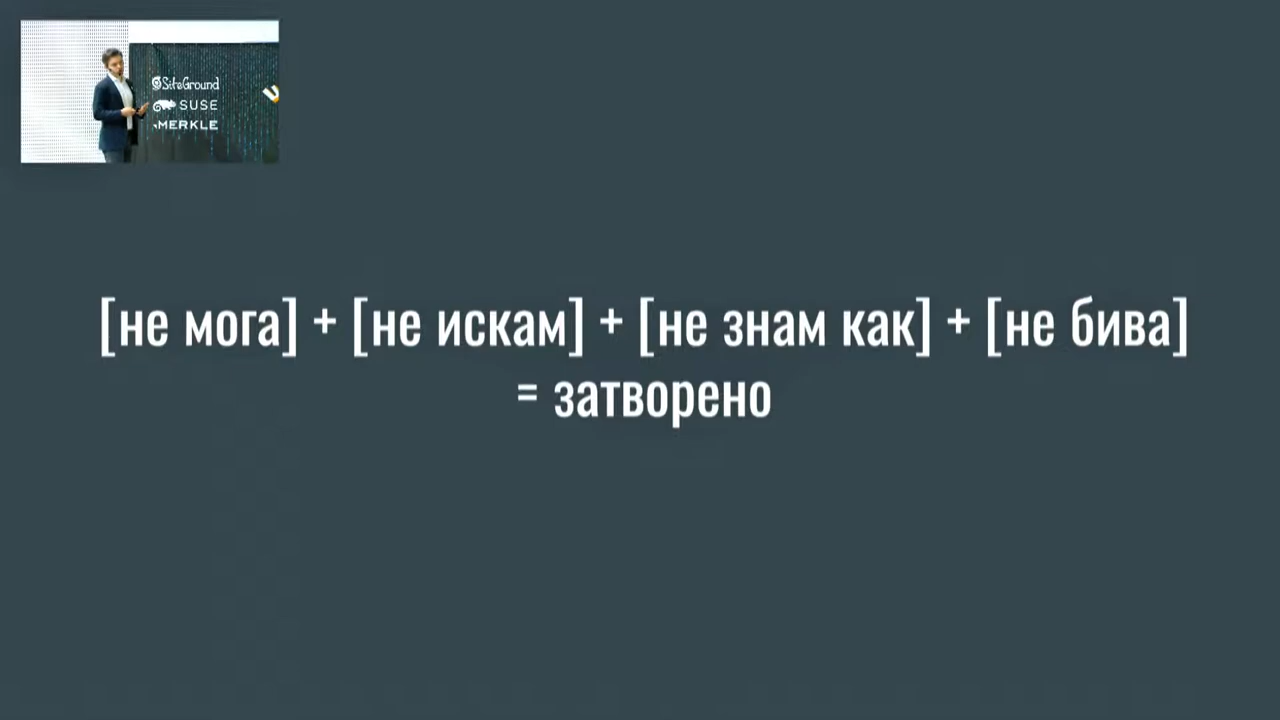 SiteGround
SUSE
MERKLE
[не мога] + [не искам] + [не знам как] + [не бива]
= затворено